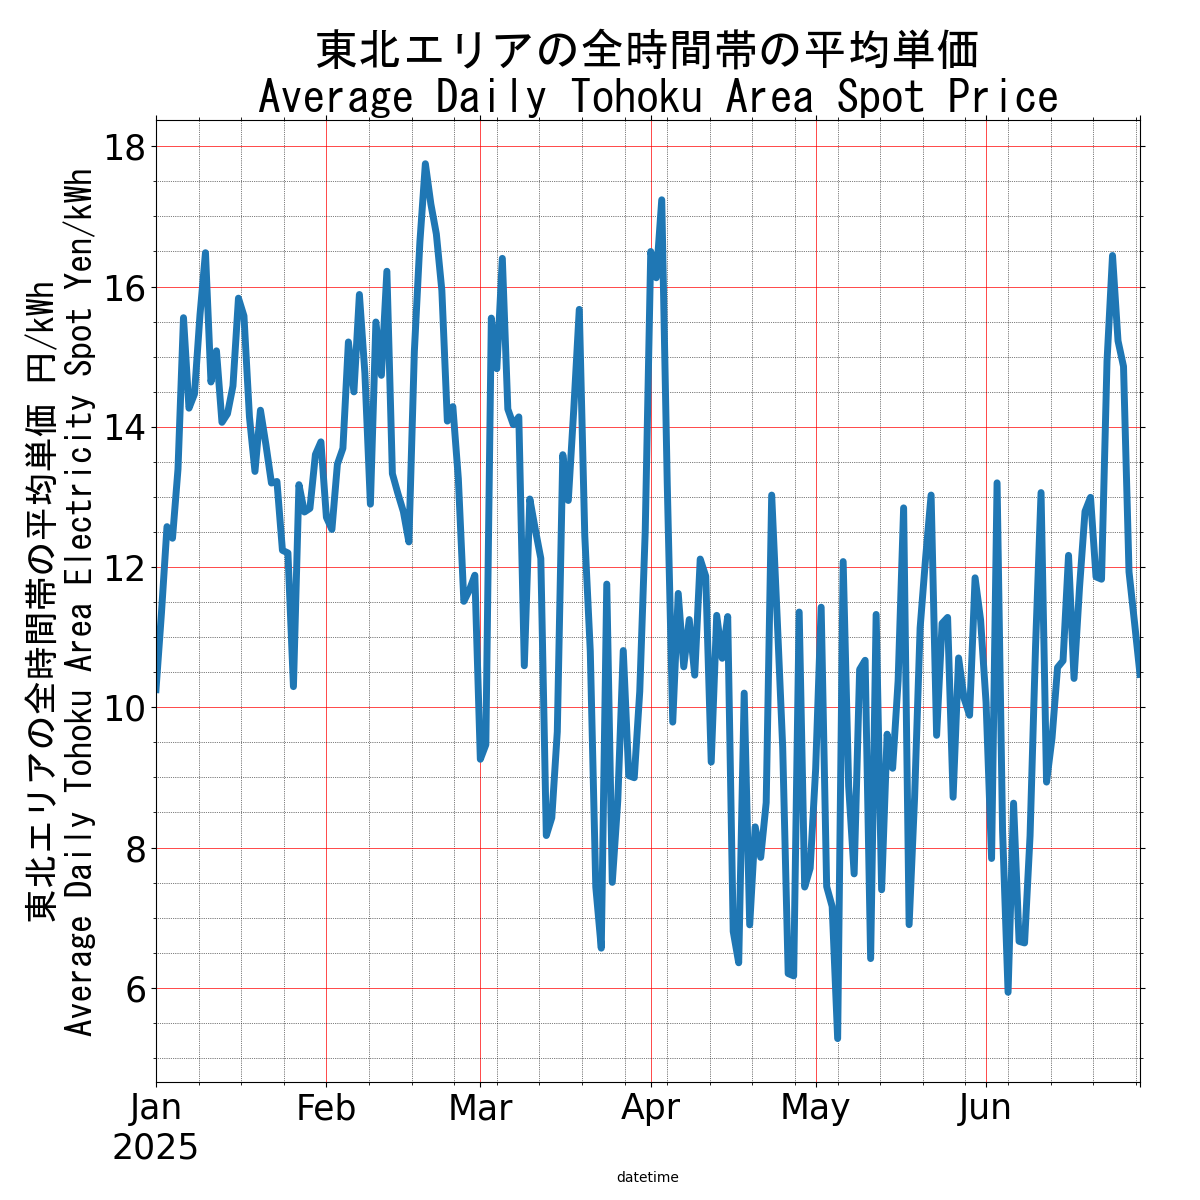 東北エリアの全時間帯の平均単価
Average Daily Tohoku Area Spot Price
東北エリアの全時間帯の平均単価 円/kWh
Average Daily Tohoku Area Electricity Spot Yen/kWh
18
16
14
12
10
8
6
Jan
2025
Feb
Mar
Apr
May
Jun
datetime